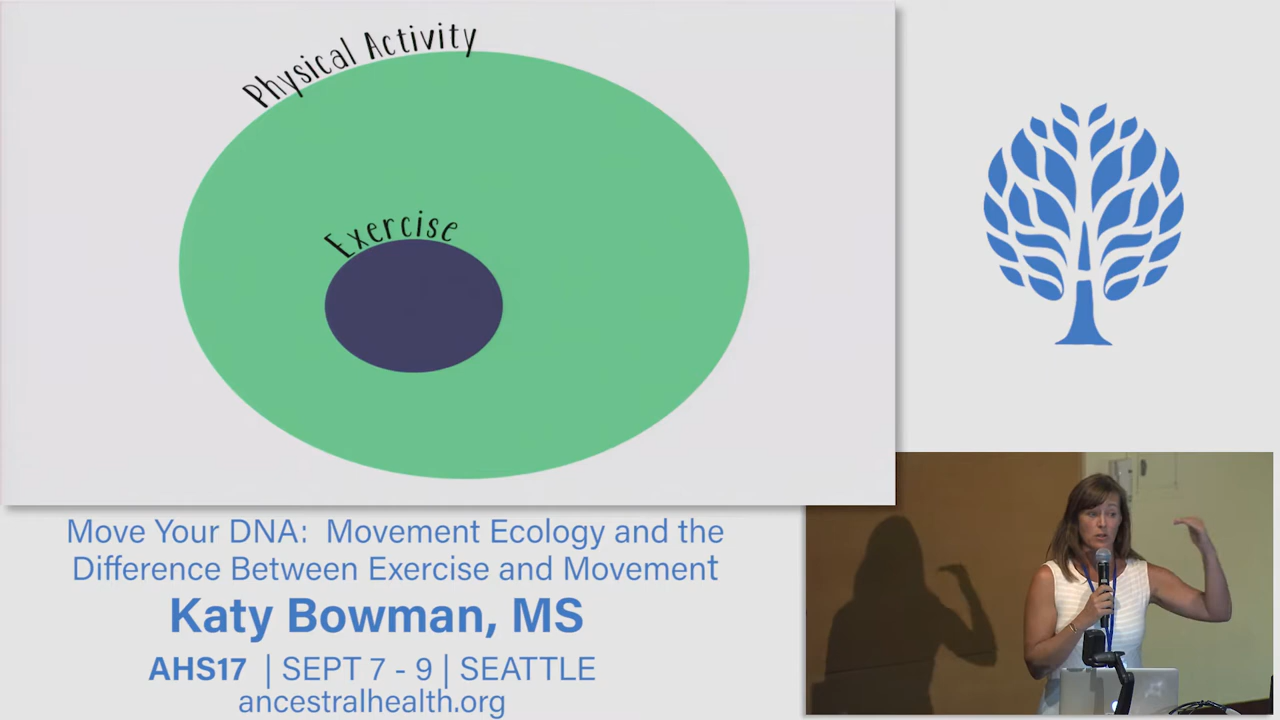 Physical Activity
Exercise
Move Your DNA: Movement Ecology and the
Difference Between Exercise and Movement
Katy Bowman, MS
AHS17 | SEPT 7 - 9 | SEATTLE
ancestralhealth.org